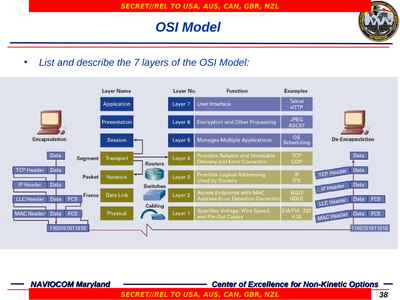 SECRET//REL TO USA, AUS, CAN, GBR, NZL
OSI Model
• List and describe the 7 layers of the OSI Model:
Layer Name Layer No. Function Examples
Application Layer 7 User Interface Telnet HTTP
Presentation Layer 6 Encryption and Other Processing JPEG ASCII
Encapsulation Session Layer 5 Manages Multiple Applications OS Scheduling De-Encapsulation
Data Segment Transport Layer 4 Provides Reliable and Unreliable Delivery and Error Correction TCP UDP Data
TCP Header Data Packet Network Routers Layer 3 Provides Logical Addressing Used by Routers IP IPX TCP Header Data
IP Header Data Switches IP Header Data
LLC Header Data FCS Frame Data Link Layer 2 Access Endpoints with MAC Address Error Detection Correction 802.2 HDLC LLC Header Data FCS
MAC Header Data FCS Cabling Physical Layer 1 Specifies Voltage, Wire Speed, and Pin-Out Cables EIA/TIA -232 V.35 MAC Header Data FCS
1100101011010 1100101011010
NAVIOCOM Maryland Center of Excellence for Non-Kinetic Options
SECRET//REL TO USA, AUS, CAN, GBR, NZL 38